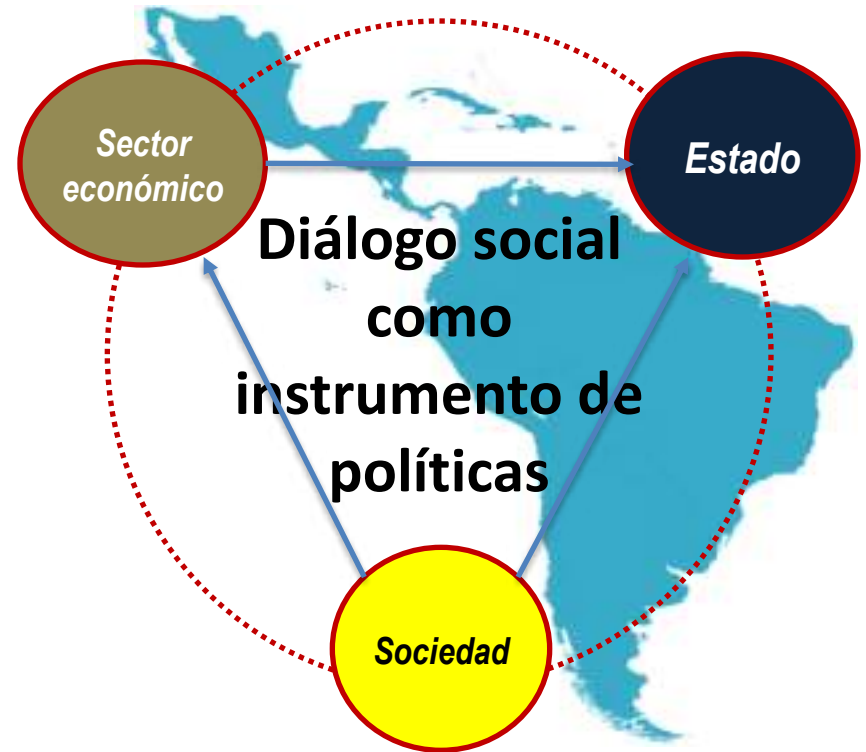 Sector
económico
Estado
Diálogo social
como
instrumento de
políticas
Sociedad